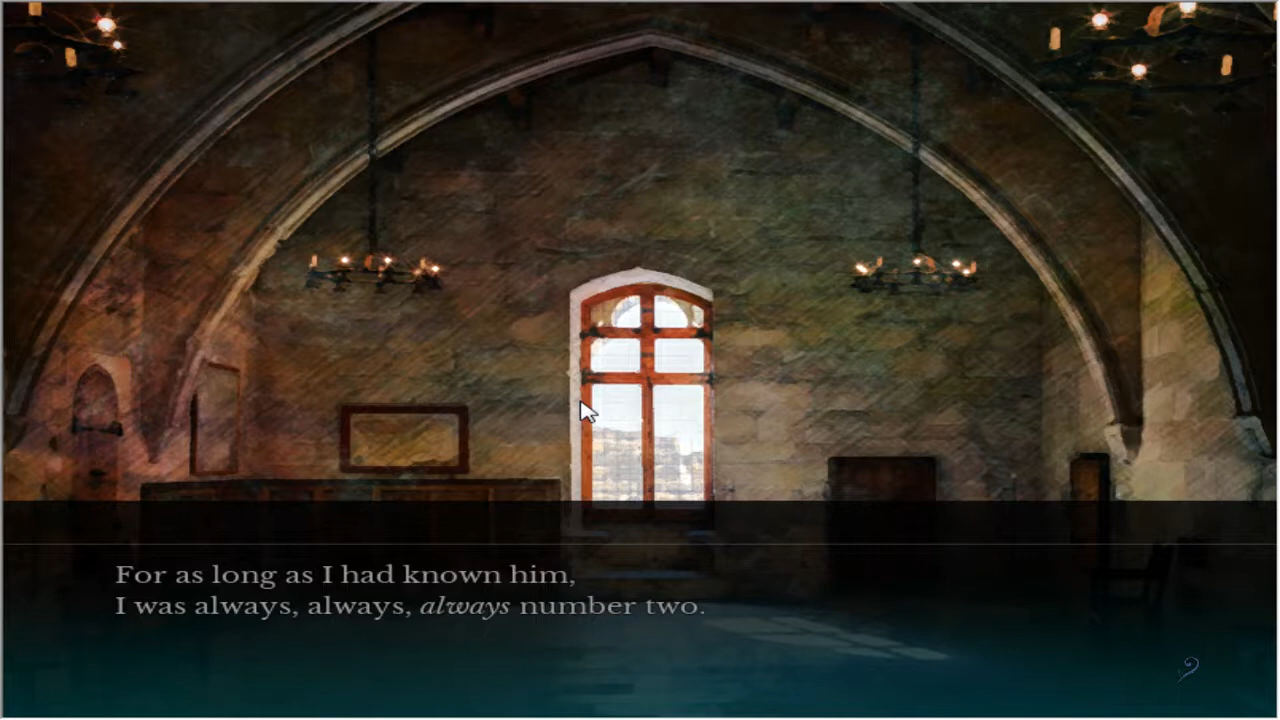 For as long as I had known him,
I was always, always, always number two.